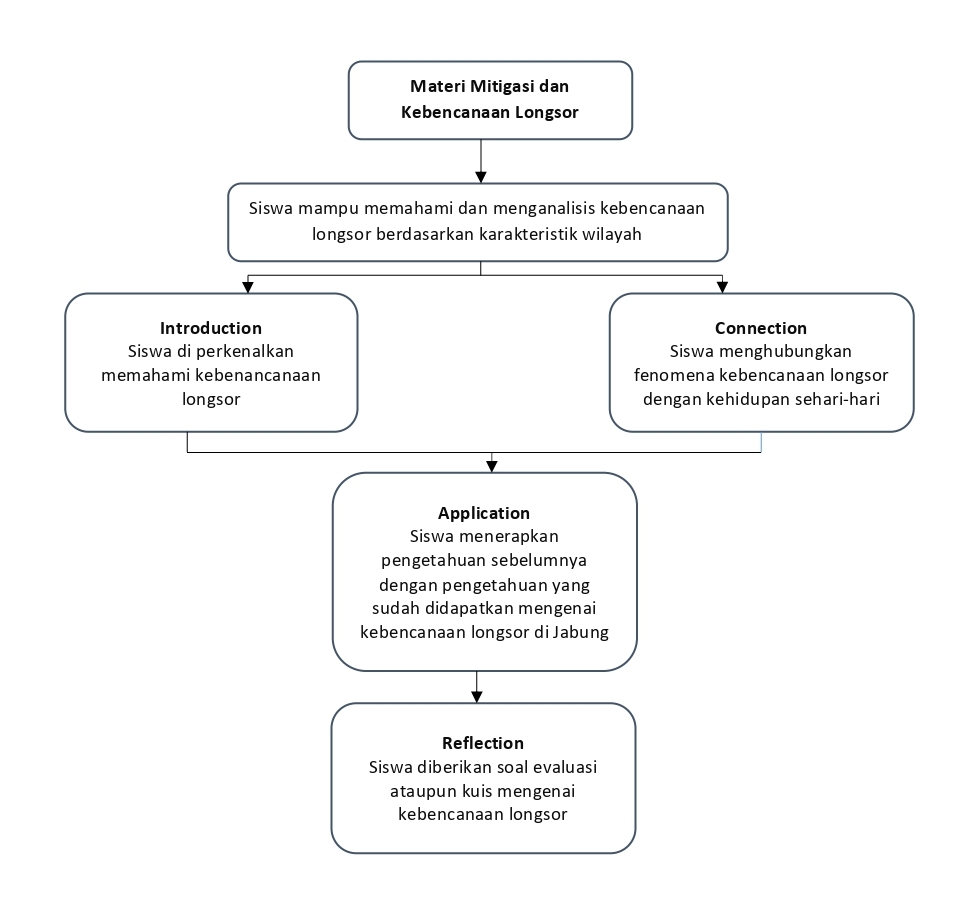 Materi Mitigasi dan
Kebencanaan Longsor
Siswa mampu memahami dan menganalisis kebencanaan
longsor berdasarkan karakteristik wilayah
Introduction
Siswa di perkenalkan
memahami kebenancanaan
longsor
Connection
Siswa menghubungkan
fenomena kebencanaan longsor
dengan kehidupan sehari-hari
Application
Siswa menerapkan
pengetahuan sebelumnya
dengan pengetahuan yang
sudah didapatkan mengenai
kebencanaan longsor di Jabung
Reflection
Siswa diberikan soal evaluasi
ataupun kuis mengenai
kebencanaan longsor